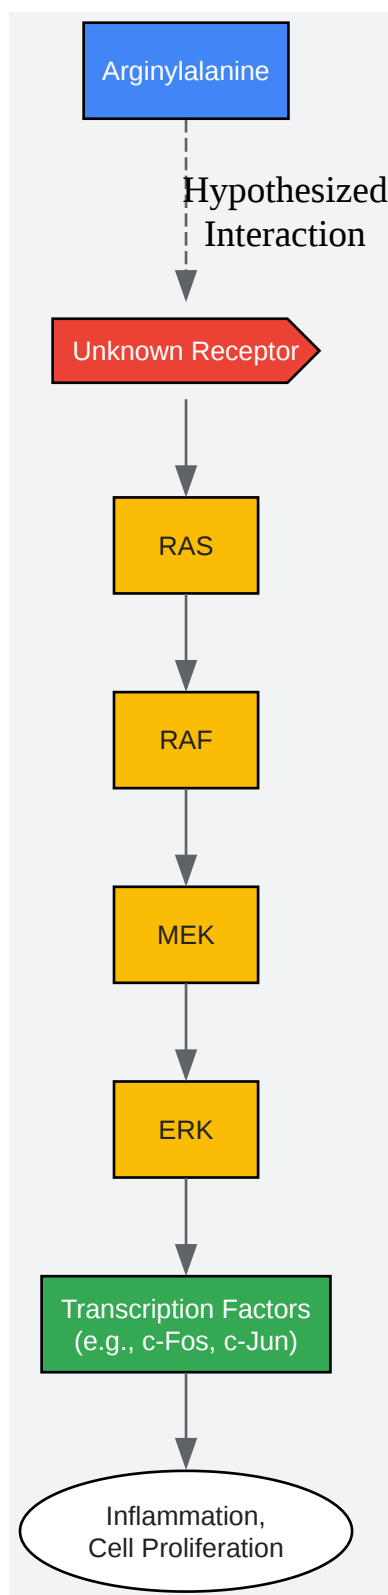 Arginylalanine
Hypothesized
Interaction
Unknown Receptor
RAS
RAF
MEK
ERK
Transcription Factors
(e.g., c-Fos, c-Jun)
Inflammation,
Cell Proliferation